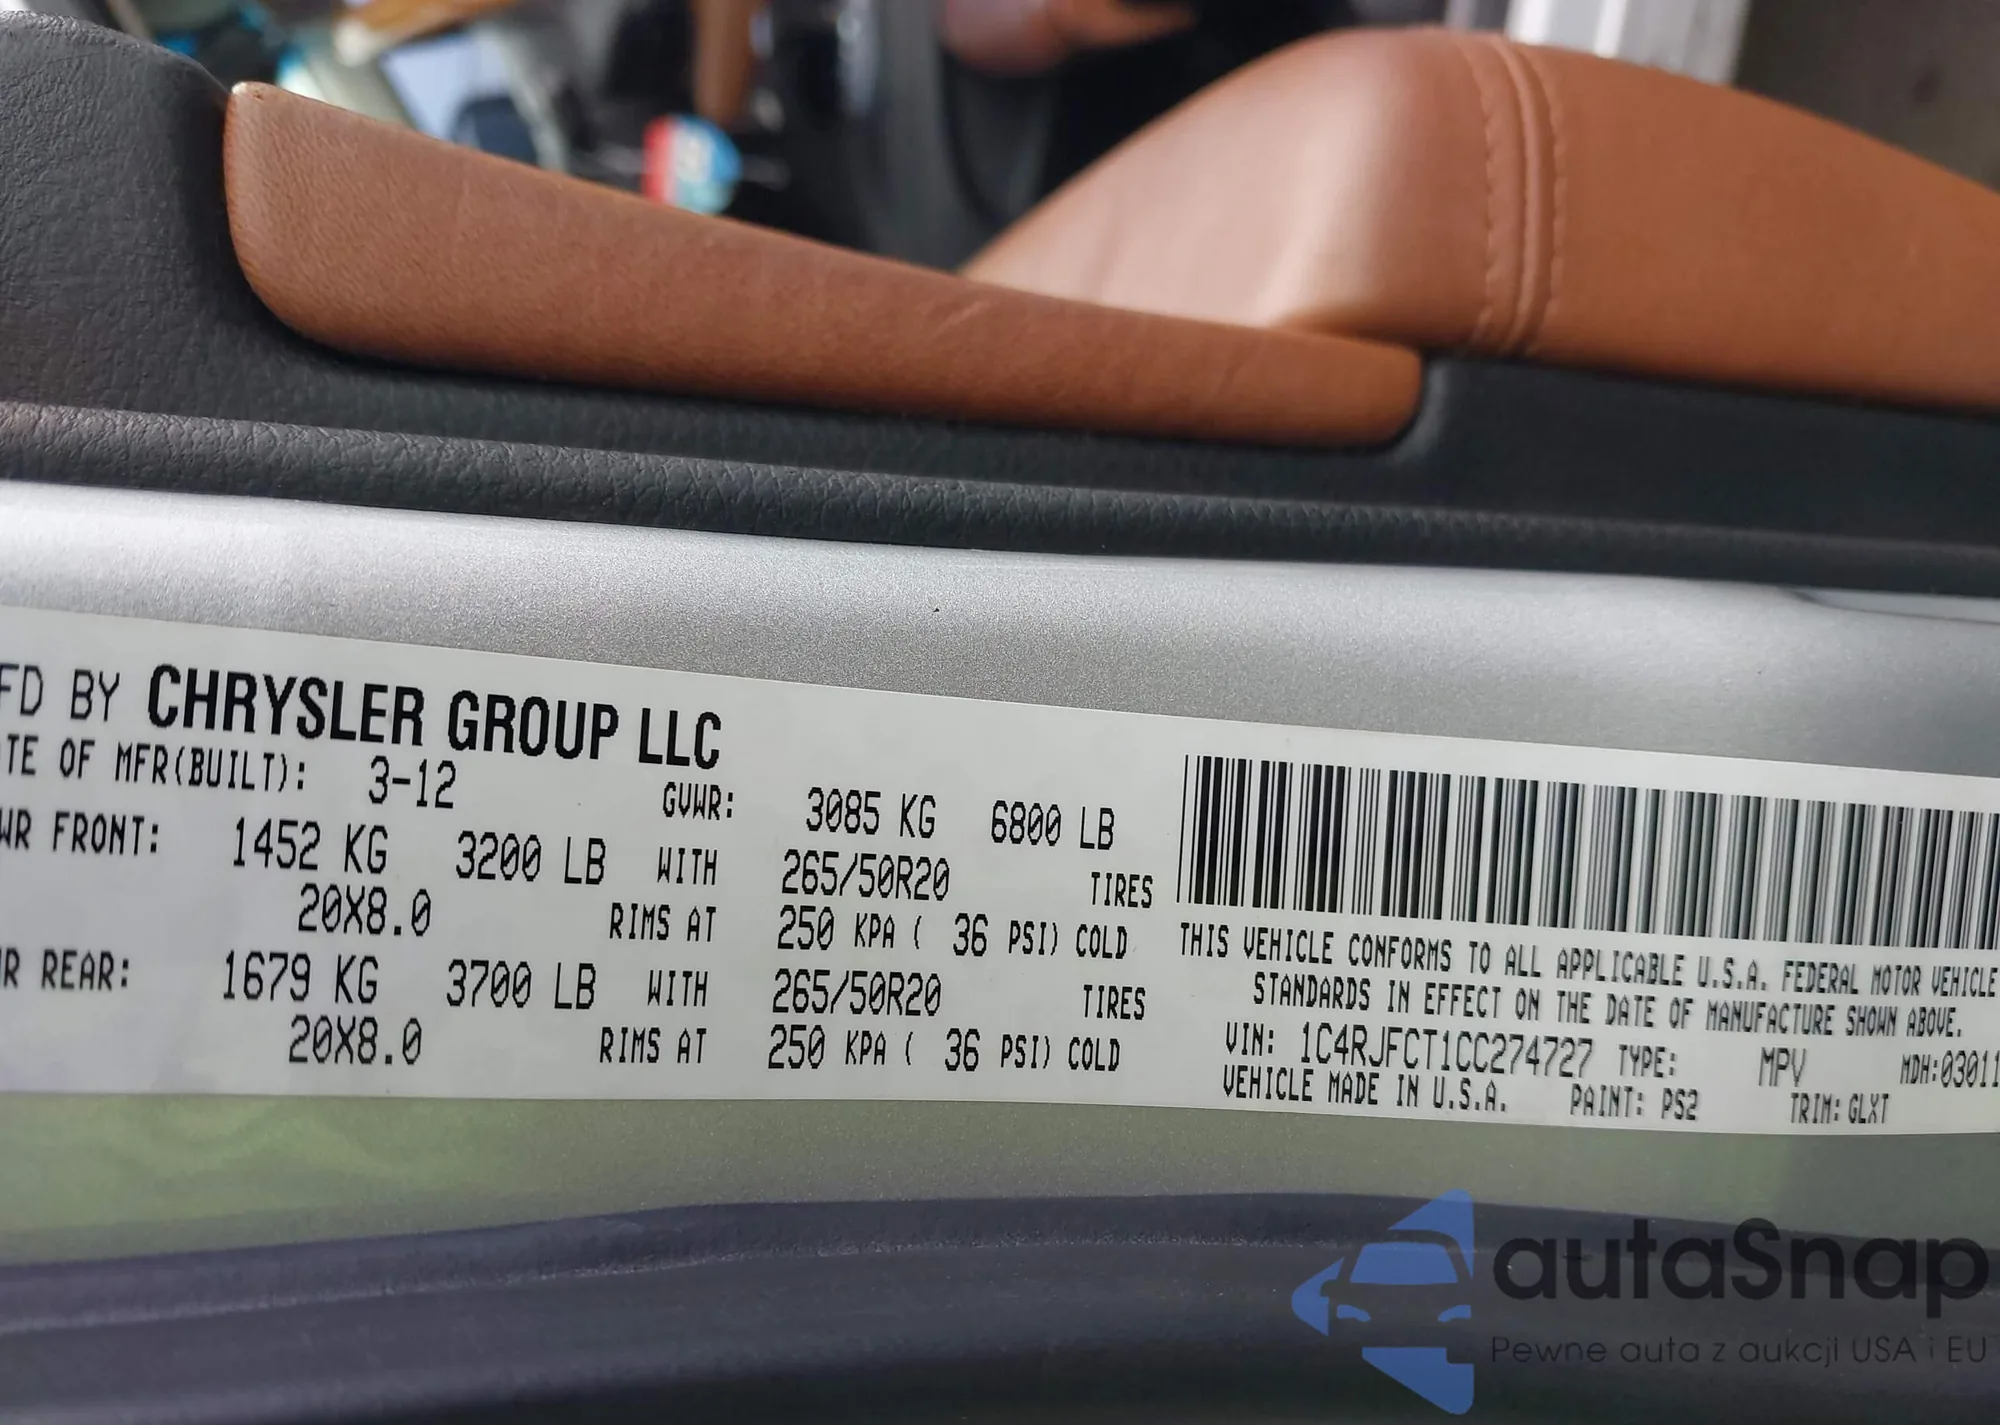 FD BY CHRYSLER GROUP LLC
TE OF MFR(BUILT): 3-12 GVWR: 3085 KG 6800 LB
WR FRONT: 1452 KG 3200 LB WITH 265/50R20 TIRES
20X8.0 RIMS AT 250 KPA ( 36 PSI) COLD
R REAR: 1679 KG 3700 LB WITH 265/50R20 TIRES
20X8.0 RIMS AT 250 KPA ( 36 PSI) COLD
THIS VEHICLE CONFORMS TO ALL APPLICABLE U.S.A. FEDERAL MOTOR VEHICLE
STANDARDS IN EFFECT ON THE DATE OF MANUFACTURE SHOWN ABOVE.
VIN: 1C4RJFCT1CC274727 TYPE: MPV MDH:03011
VEHICLE MADE IN U.S.A. PAINT: PS2 TRIM: GLXT
autaSnap
Pewne auta z aukcji USA i EU